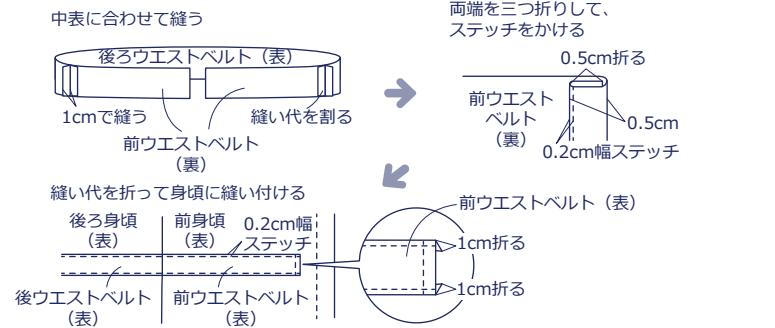 中表に合わせて縫う
後ろウエストベルト（表）
1cmで縫う
縫い代を割る
前ウエストベルト
（裏）
両端を三つ折りして、
ステッチをかける
0.5cm折る
前ウエスト
ベルト
（裏）
0.5cm
0.2cm幅ステッチ
縫い代を折って身頃に縫い付ける
後ろ身頃
（表）
前身頃
（表）
0.2cm幅
ステッチ
後ウエストベルト
（表）
前ウエストベルト
（表）
前ウエストベルト（表）
1cm折る
1cm折る